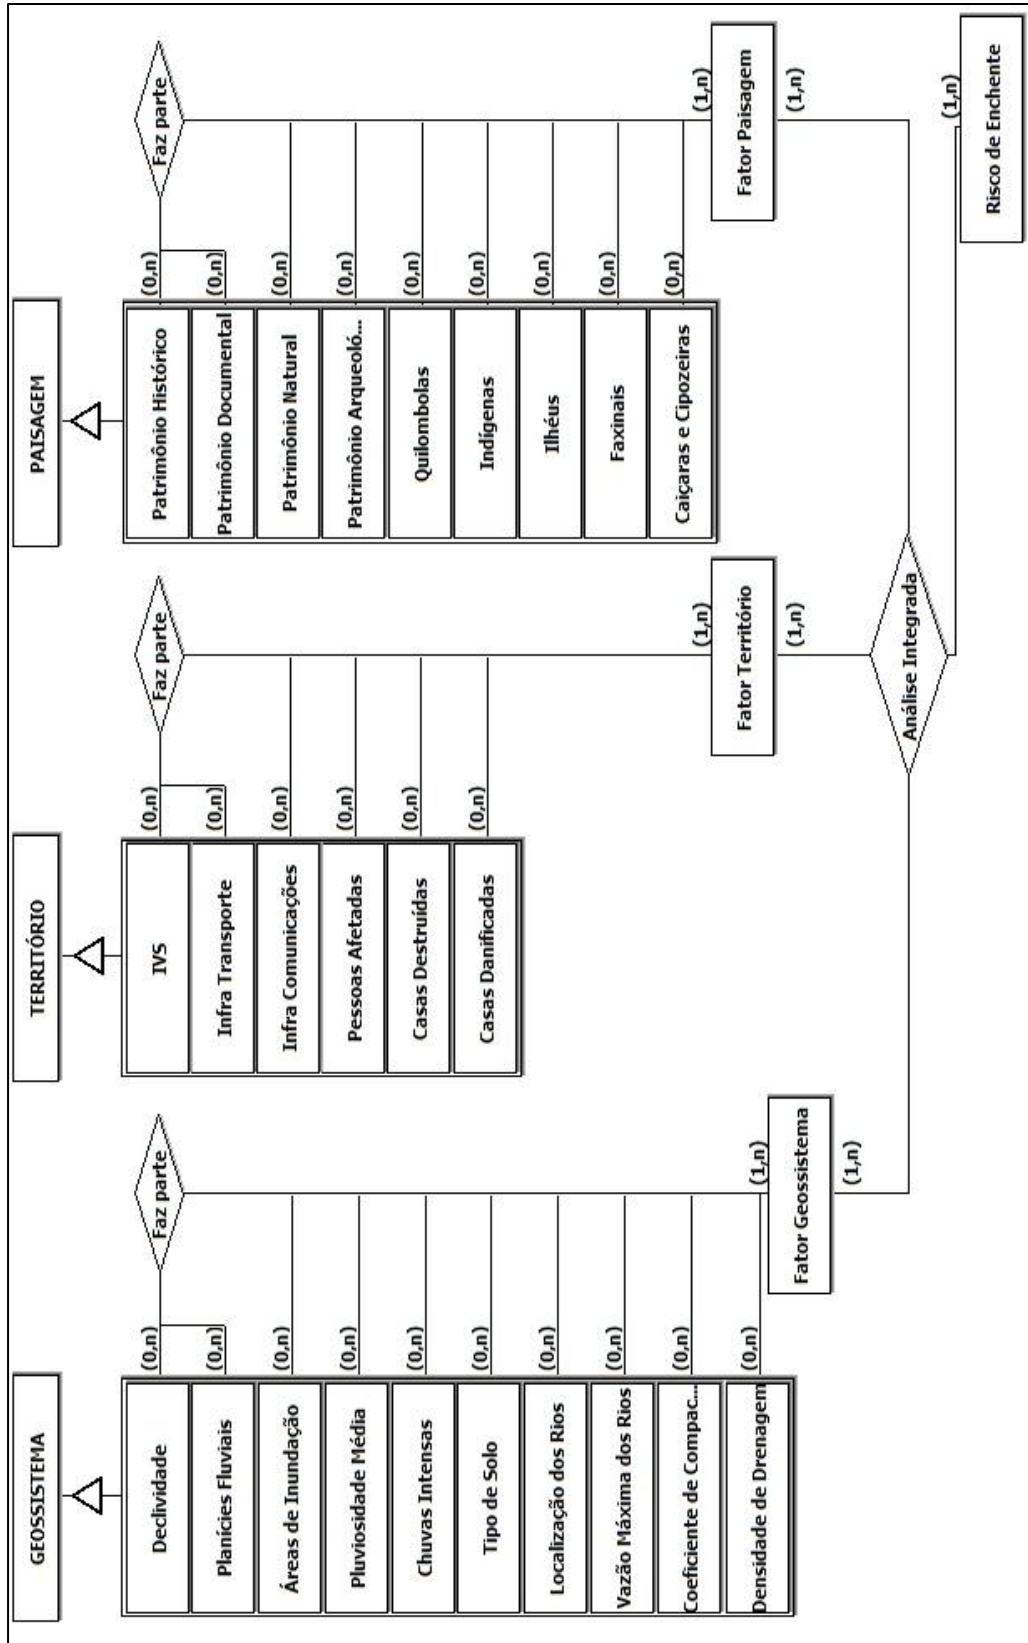 GEOSSISTEMA
Declividade
(0,n)
Planícies Fluviais
(0,n)
Áreas de Inundação
(0,n)
Pluviosidade Média
(0,n)
Chuvas Intensas
(0,n)
Tipo de Solo
(0,n)
Localização dos Rios
(0,n)
Vazão Máxima dos Rios
(0,n)
Coeficiente de Compac...
(0,n)
Densidade de Drenagem
(0,n)
Faz parte
(1,n)
Fator Geossistema
(1,n)
TERRITÓRIO
IVS
(0,n)
Infra Transporte
(0,n)
Infra Comunicações
(0,n)
Pessoas Afetadas
(0,n)
Casas Destruídas
(0,n)
Casas Danificadas
(0,n)
Faz parte
(1,n)
Fator Território
(1,n)
PAISAGEM
Patrimônio Histórico
(0,n)
Patrimônio Documental
(0,n)
Patrimônio Natural
(0,n)
Patrimônio Arqueoló...
(0,n)
Quilombolas
(0,n)
Indígenas
(0,n)
Ilhéus
(0,n)
Faxinais
(0,n)
Caiçaras e Cipozeiras
(0,n)
Faz parte
(1,n)
Fator Paisagem
(1,n)
Análise Integrada
(1,n)
Risco de Enchente